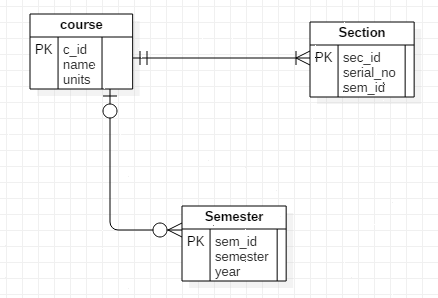 course
PK c_id
name
units
Section
PK sec_id
serial_no
sem_id
Semester
PK sem_id
semester
year